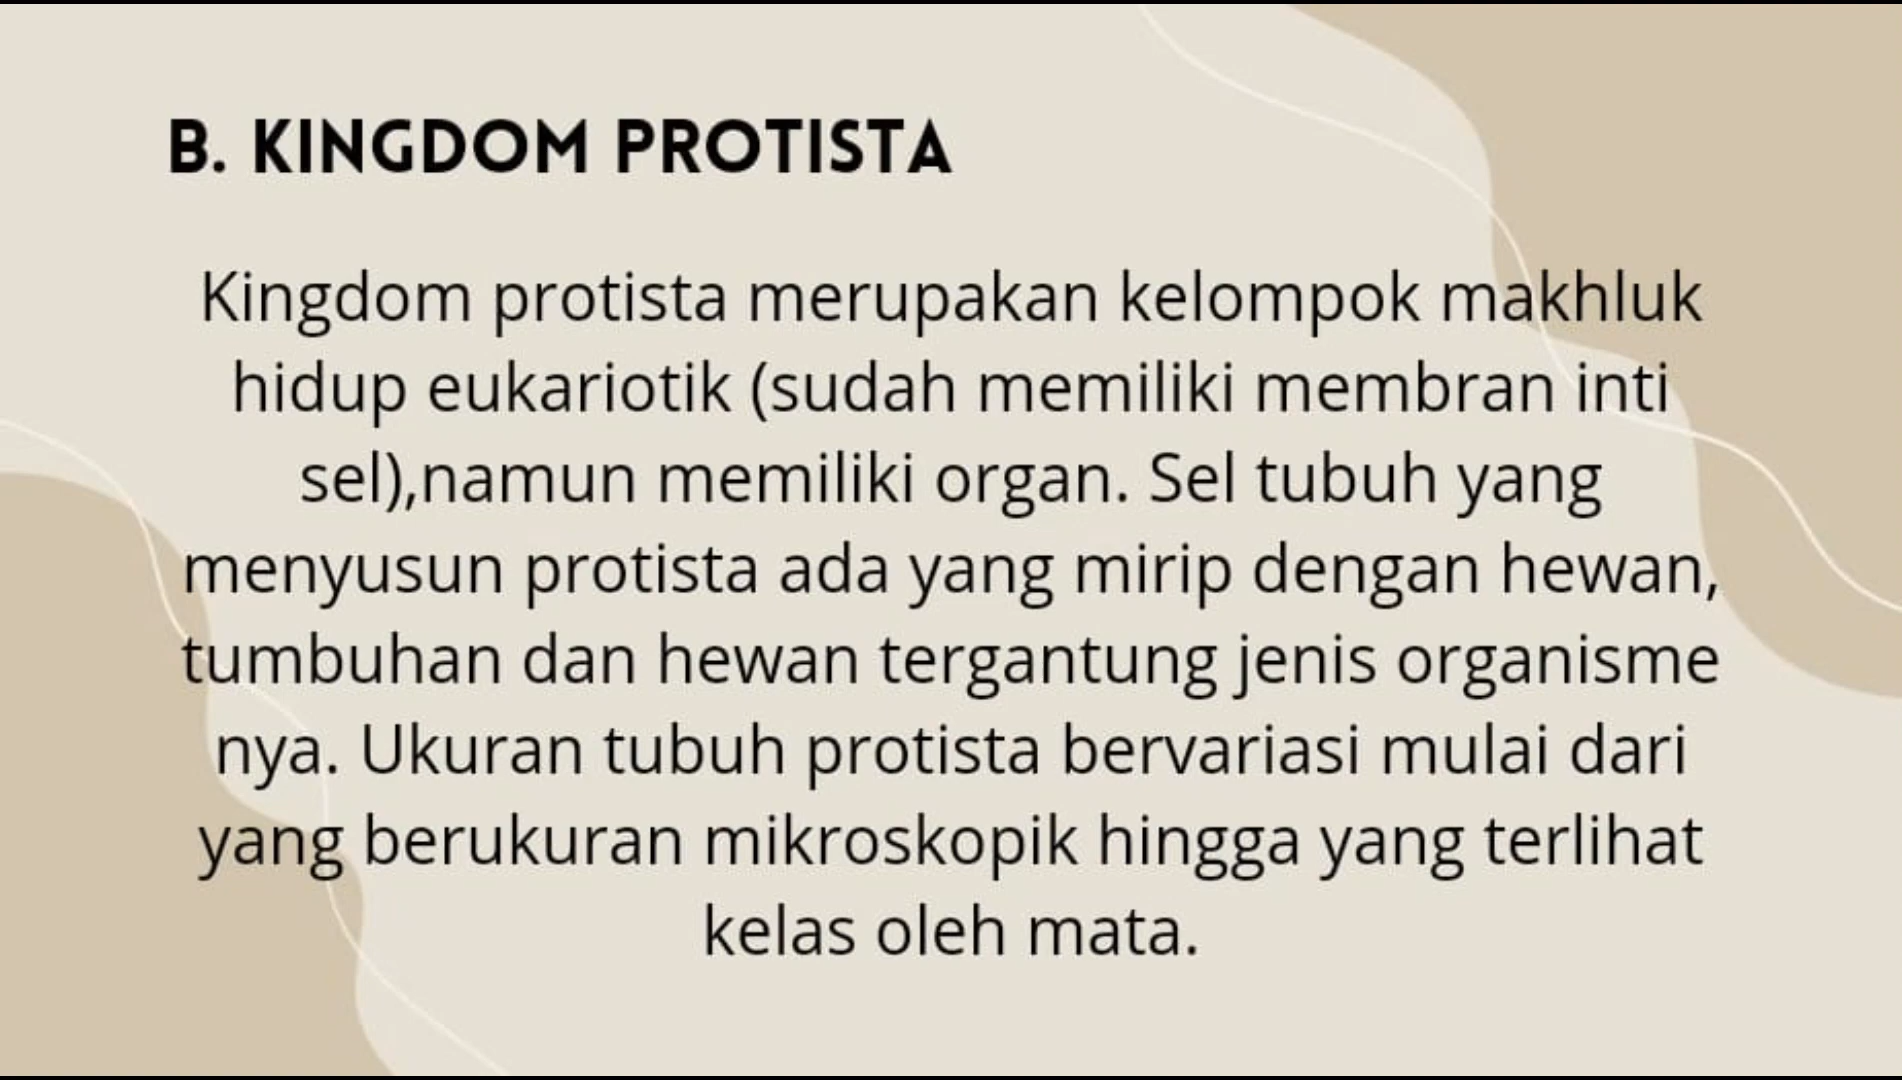 B. KINGDOM PROTISTA
Kingdom protista merupakan kelompok makhluk
hidup eukariotik (sudah memiliki membran inti
sel),namun memiliki organ. Sel tubuh yang
menyusun protista ada yang mirip dengan hewan,
tumbuhan dan hewan tergantung jenis organisme
nya. Ukuran tubuh protista bervariasi mulai dari
yang berukuran mikroskopik hingga yang terlihat
kelas oleh mata.